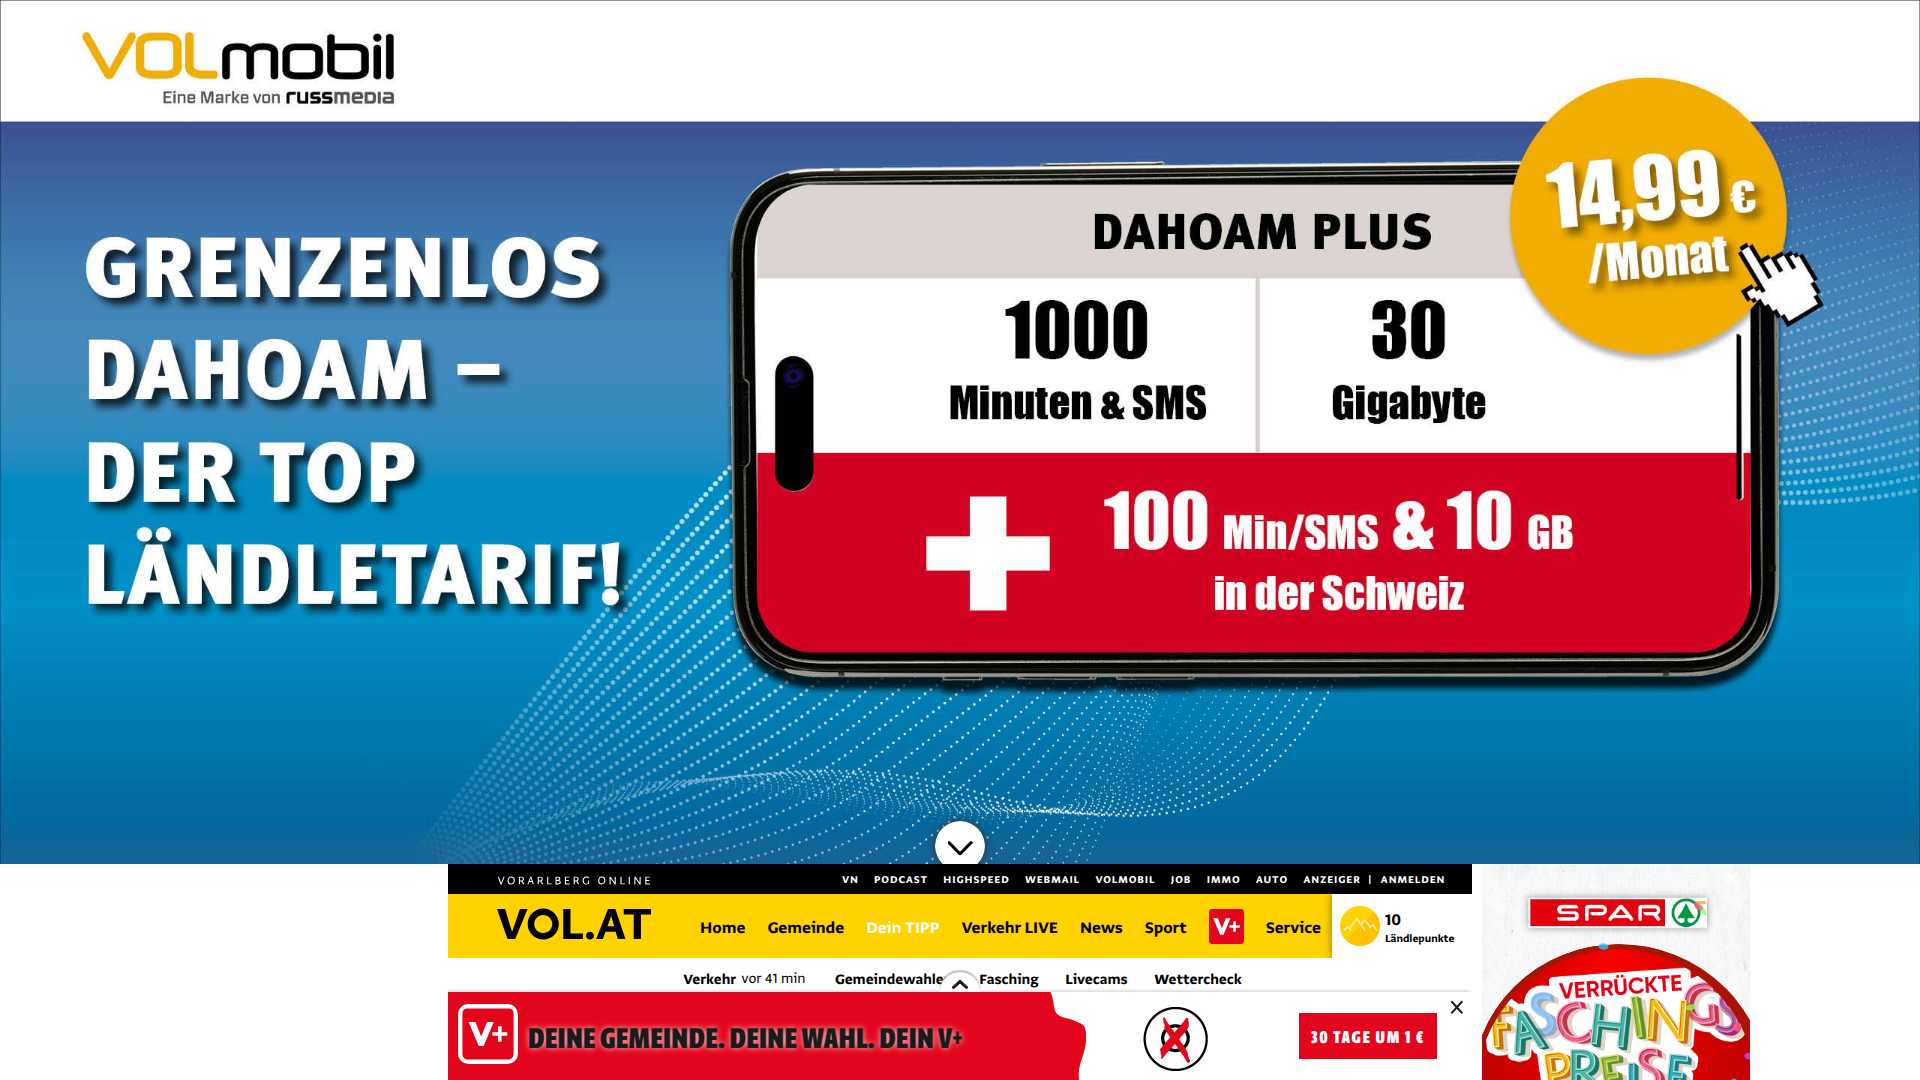 VOLmobil
Eine Marke von russmedia
GRENZENLOS
DAHOAM –
DER TOP
LÄNDLETARIF!
14,99 €
/Monat
DAHOAM PLUS
1000
Minuten & SMS
30
Gigabyte
100 Min/SMS & 10 GB
in der Schweiz
VORARLBERG ONLINE
VN PODCAST HIGHSPEED WEBMAIL VOLMOBIL JOB IMMO AUTO ANZEIGER | ANMELDEN
VOL.AT
Home Gemeinde Dein TIPP Verkehr LIVE News Sport V+ Service
10
Ländlepunkte
Verkehr vor 41 min Gemeindewahle Fasching Livecams Wettercheck
V+ DEINE GEMEINDE. DEINE WAHL. DEIN V+
30 TAGE UM 1 €
SPAR
VERRÜCKTE
FASCHINGS
PREISE